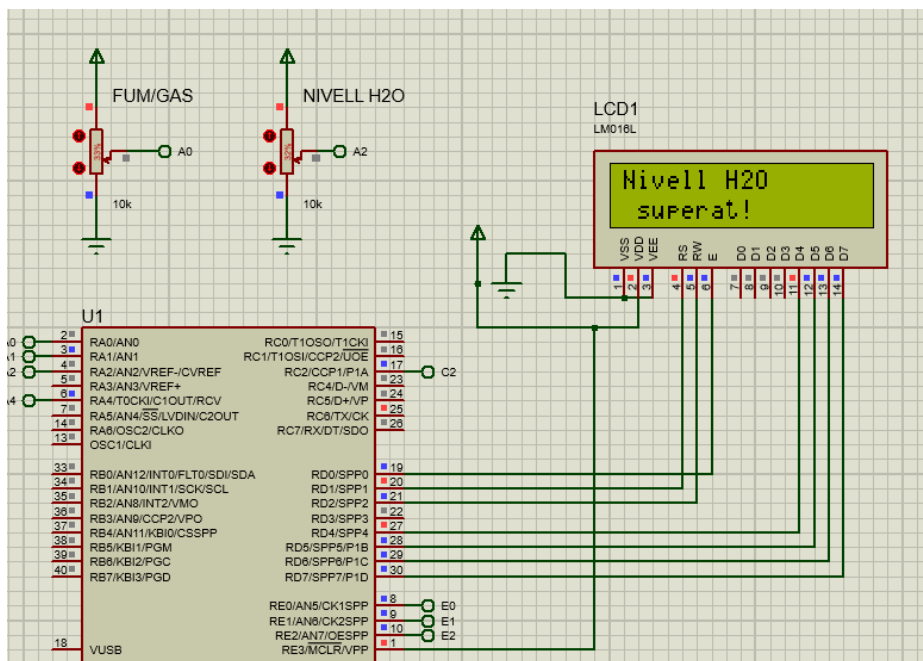 FUM/GAS
33%
A0
10k
NIVELL H2O
32%
A2
10k
LCD1
LM016L
Nivell H2O
superat!
VSS
VDD
VEE
RS
RW
E
D0
D1
D2
D3
D4
D5
D6
D7
1
2
3
4
5
6
7
8
9
10
11
12
13
14
U1
2 RA0/AN0
3 RA1/AN1
4 RA2/AN2/VREF-/CVREF
5 RA3/AN3/VREF+
6 RA4/T0CKI/C1OUT/RCV
7 RA5/AN4/SS/LVDIN/C2OUT
14 RA6/OSC2/CLKO
13 OSC1/CLKI
33 RB0/AN12/INT0/FLT0/SDI/SDA
34 RB1/AN10/INT1/SCK/SCL
35 RB2/AN8/INT2/VMO
36 RB3/AN9/CCP2/VPO
37 RB4/AN11/KBI0/CSSPP
38 RB5/KBI1/PGM
39 RB6/KBI2/PGC
40 RB7/KBI3/PGD
18 VUSB
RC0/T1OSO/T1CKI 15
RC1/T1OSI/CCP2/UOE 16
RC2/CCP1/P1A 17 C2
RC4/D-/VM 23
RC5/D+/VP 24
RC6/TX/CK 25
RC7/RX/DT/SDO 26
RD0/SPP0 19
RD1/SPP1 20
RD2/SPP2 21
RD3/SPP3 22
RD4/SPP4 27
RD5/SPP5/P1B 28
RD6/SPP6/P1C 29
RD7/SPP7/P1D 30
RE0/AN5/CK1SPP 8 E0
RE1/AN6/CK2SPP 9 E1
RE2/AN7/OESPP 10 E2
RE3/MCLR/VPP 1